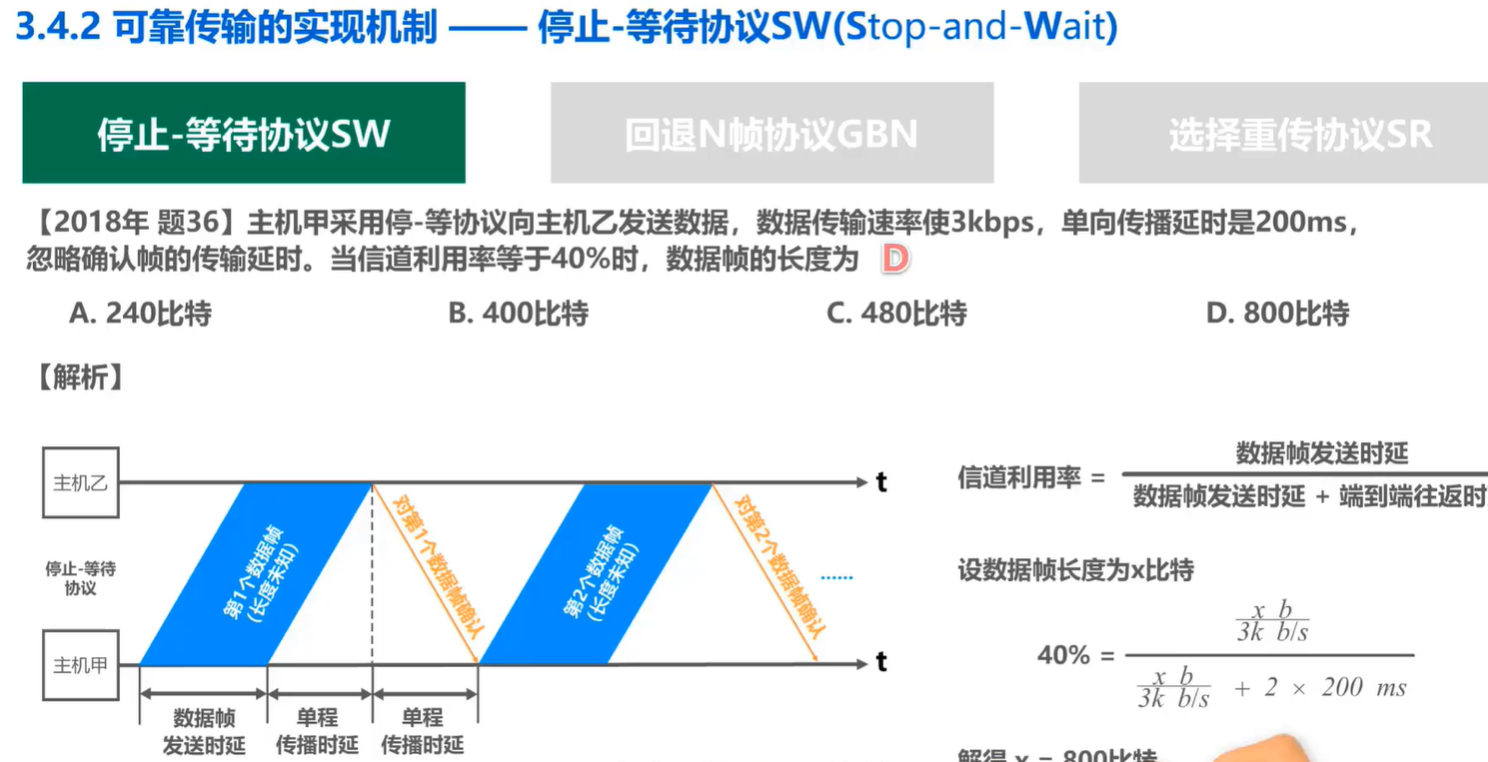 3.4.2 可靠传输的实现机制 —— 停止-等待协议SW(Stop-and-Wait)
停止-等待协议SW
回退N帧协议GBN
选择重传协议SR
【2018年 题36】主机甲采用停-等协议向主机乙发送数据，数据传输速率使3kbps，单向传播延时是200ms，
忽略确认帧的传输延时。当信道利用率等于40%时，数据帧的长度为 D
A. 240比特
B. 400比特
C. 480比特
D. 800比特
【解析】
主机乙
t
第1个数据帧
(长度未知)
对第1个数据帧确认
第2个数据帧
(长度未知)
对第2个数据帧确认
......
停止-等待
协议
主机甲
t
数据帧
发送时延
单程
传播时延
单程
传播时延
信道利用率 =
数据帧发送时延
数据帧发送时延 + 端到端往返时
设数据帧长度为x比特
40% =
x b
3k b/s
x b
3k b/s
+ 2 × 200 ms
解得 x = 800比特